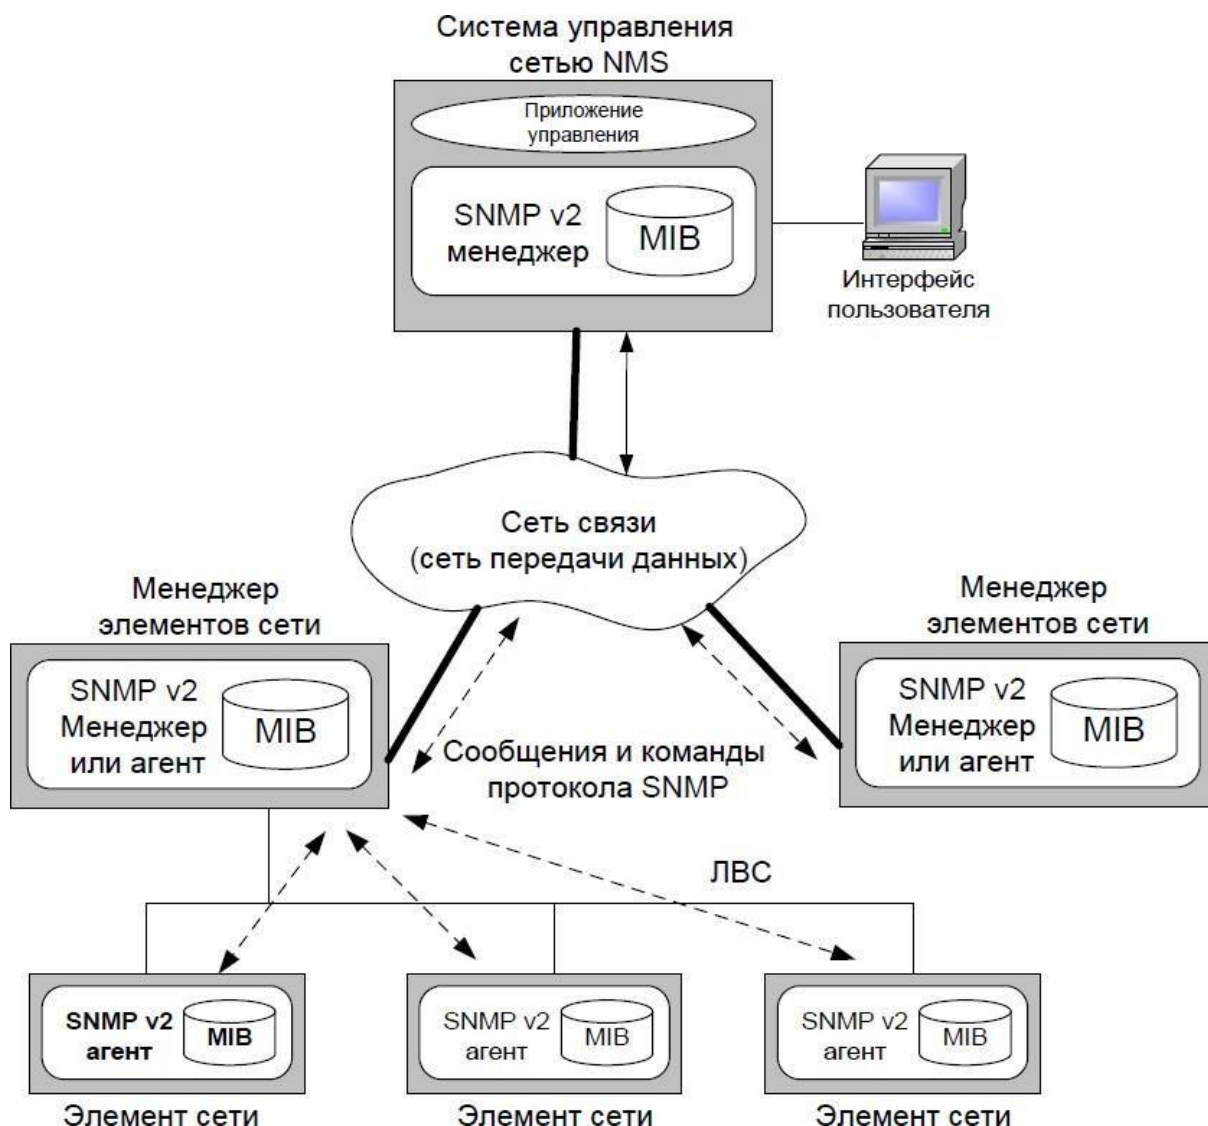 Система управления
сетью NMS
Приложение
управления
SNMP v2
менеджер
MIB
Интерфейс
пользователя
Сеть связи
(сеть передачи данных)
Менеджер
элементов сети
SNMP v2
Менеджер
или агент
MIB
Менеджер
элементов сети
SNMP v2
Менеджер
или агент
MIB
Сообщения и команды
протокола SNMP
ЛВС
SNMP v2
агент
MIB
Элемент сети
SNMP v2
агент
MIB
Элемент сети
SNMP v2
агент
MIB
Элемент сети